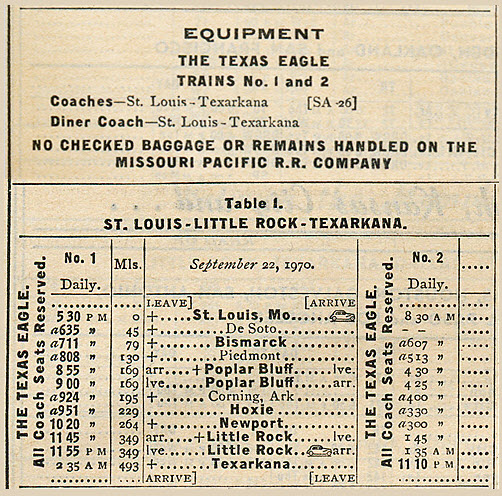 EQUIPMENT
THE TEXAS EAGLE
TRAINS No. 1 and 2
Coaches—St. Louis-Texarkana [SA-26]
Diner Coach—St. Louis-Texarkana
NO CHECKED BAGGAGE OR REMAINS HANDLED ON THE
MISSOURI PACIFIC R.R. COMPANY
Table 1.
ST. LOUIS-LITTLE ROCK-TEXARKANA.
THE TEXAS EAGLE.
All Coach Seats Reserved.
No. 1 Mls. September 22, 1970. No. 2
Daily. Daily.
LEAVE] [ARRIVE
5 30 P M 0 +.....St. Louis, Mo..... 8 30 A M
a635 " 45 +.....De Soto..... – –
a711 " 79 +.....Bismarck..... a607 "
a808 " 130 +.....Piedmont..... a513 "
8 55 " 169 arr....+Poplar Bluff....lve. 4 30 "
9 00 " 169 lve....Poplar Bluff....arr. 4 25 "
a924 " 195 +.....Corning, Ark..... a400 "
a951 " 229 .....Hoxie..... a330 "
10 20 " 264 +.....Newport..... a300 "
11 45 " 349 arr....+Little Rock....lve. 1 45 "
11 55 P M 349 lve....Little Rock....arr. 1 35 A M
2 35 A M 493 +.....Texarkana..... 11 10 P M
ARRIVE] [LEAVE
THE TEXAS EAGLE.
All Coach Seats Reserved.